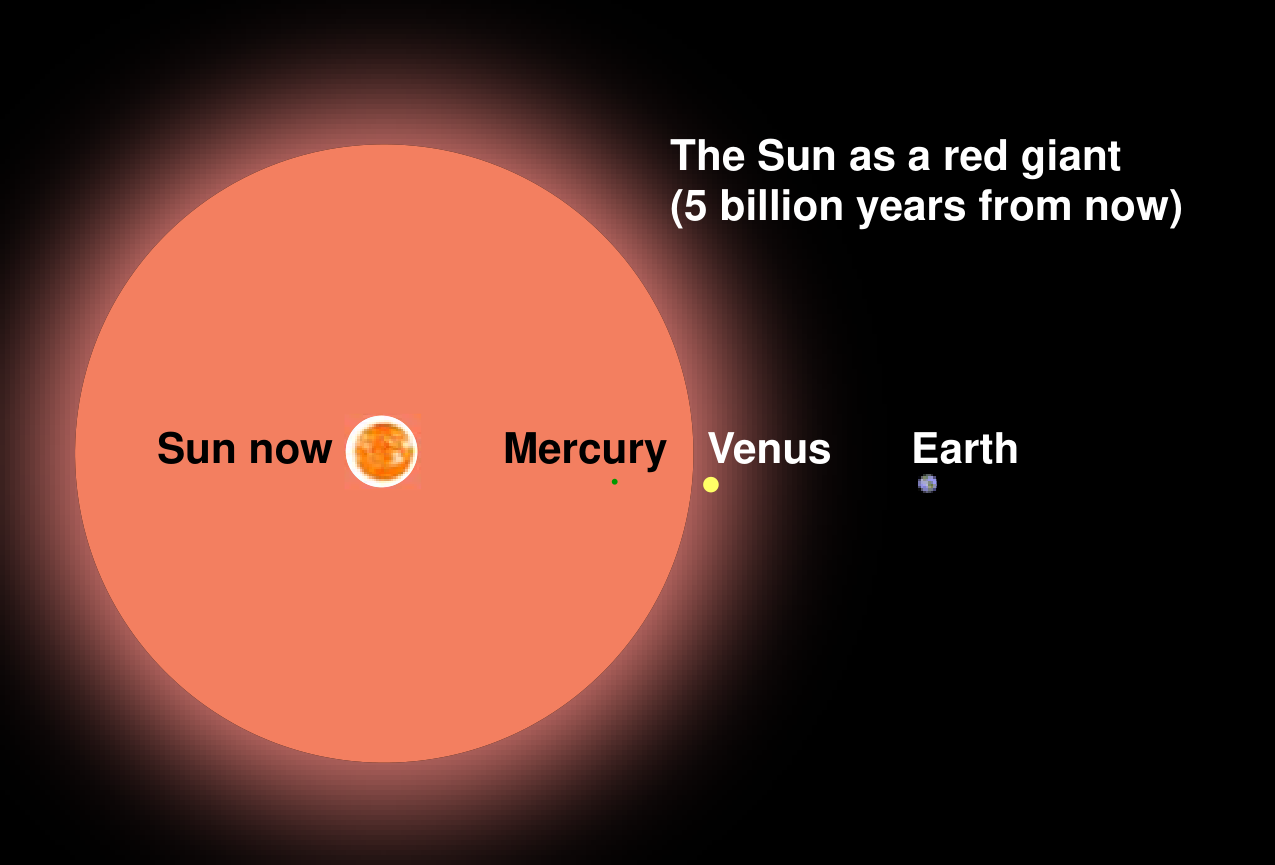 The Sun as a red giant
(5 billion years from now)
Sun now
Mercury
Venus
Earth